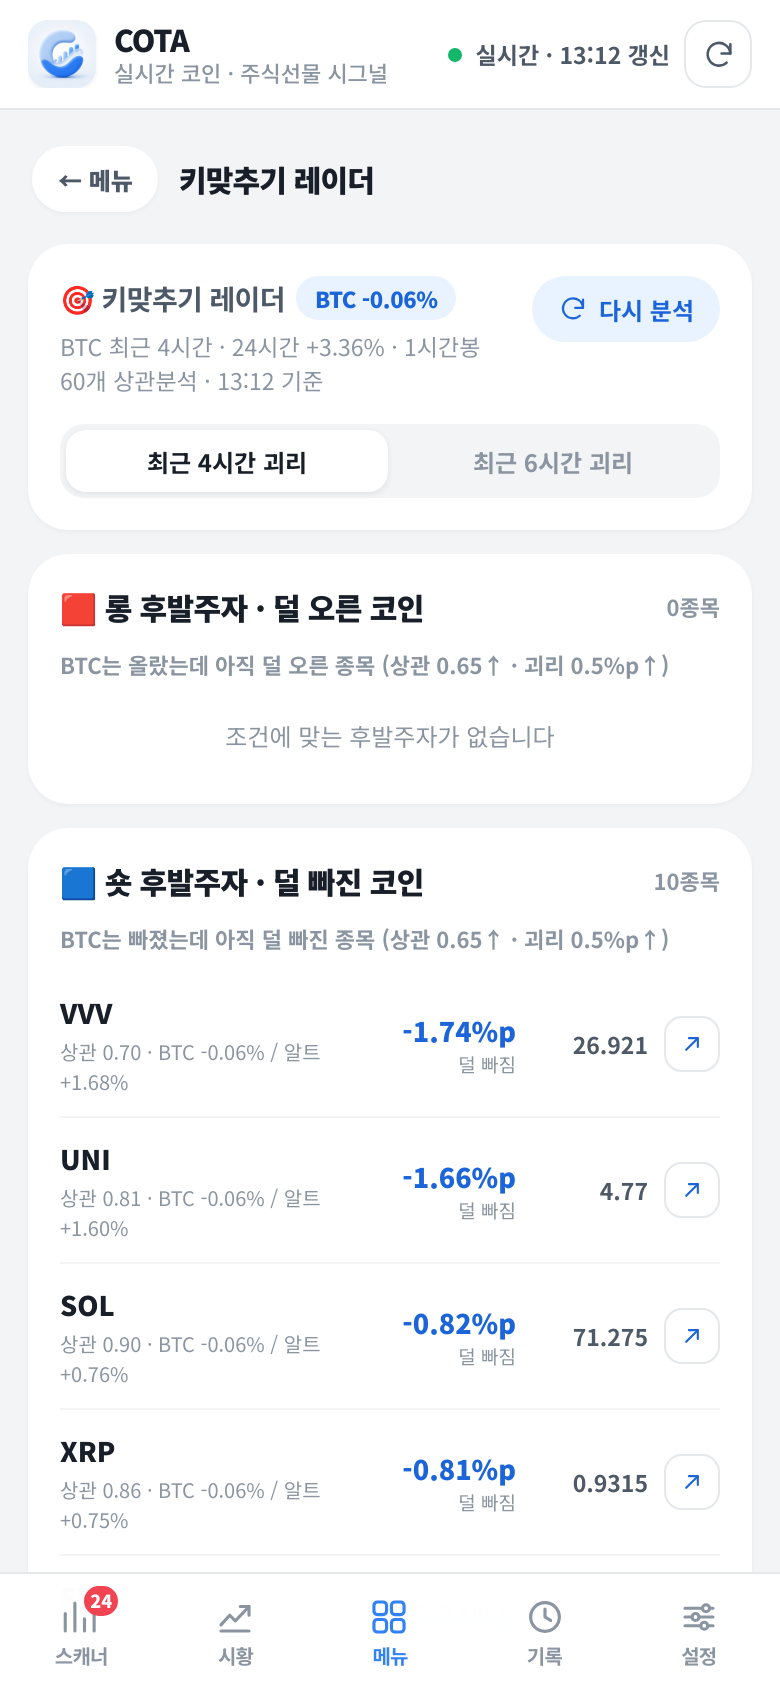 COTA
실시간 코인 · 주식선물 시그널
실시간 · 13:12 갱신
← 메뉴
키맞추기 레이더
🎯 키맞추기 레이더
BTC -0.06%
다시 분석
BTC 최근 4시간 · 24시간 +3.36% · 1시간봉
60개 상관분석 · 13:12 기준
최근 4시간 괴리
최근 6시간 괴리
🟥 롱 후발주자 · 덜 오른 코인
0종목
BTC는 올랐는데 아직 덜 오른 종목 (상관 0.65↑ · 괴리 0.5%p↑)
조건에 맞는 후발주자가 없습니다
🟦 숏 후발주자 · 덜 빠진 코인
10종목
BTC는 빠졌는데 아직 덜 빠진 종목 (상관 0.65↑ · 괴리 0.5%p↑)
VVV
상관 0.70 · BTC -0.06% / 알트
+1.68%
-1.74%p
덜 빠짐
26.921
UNI
상관 0.81 · BTC -0.06% / 알트
+1.60%
-1.66%p
덜 빠짐
4.77
SOL
상관 0.90 · BTC -0.06% / 알트
+0.76%
-0.82%p
덜 빠짐
71.275
XRP
상관 0.86 · BTC -0.06% / 알트
+0.75%
-0.81%p
덜 빠짐
0.9315
24
스캐너
시황
메뉴
기록
설정